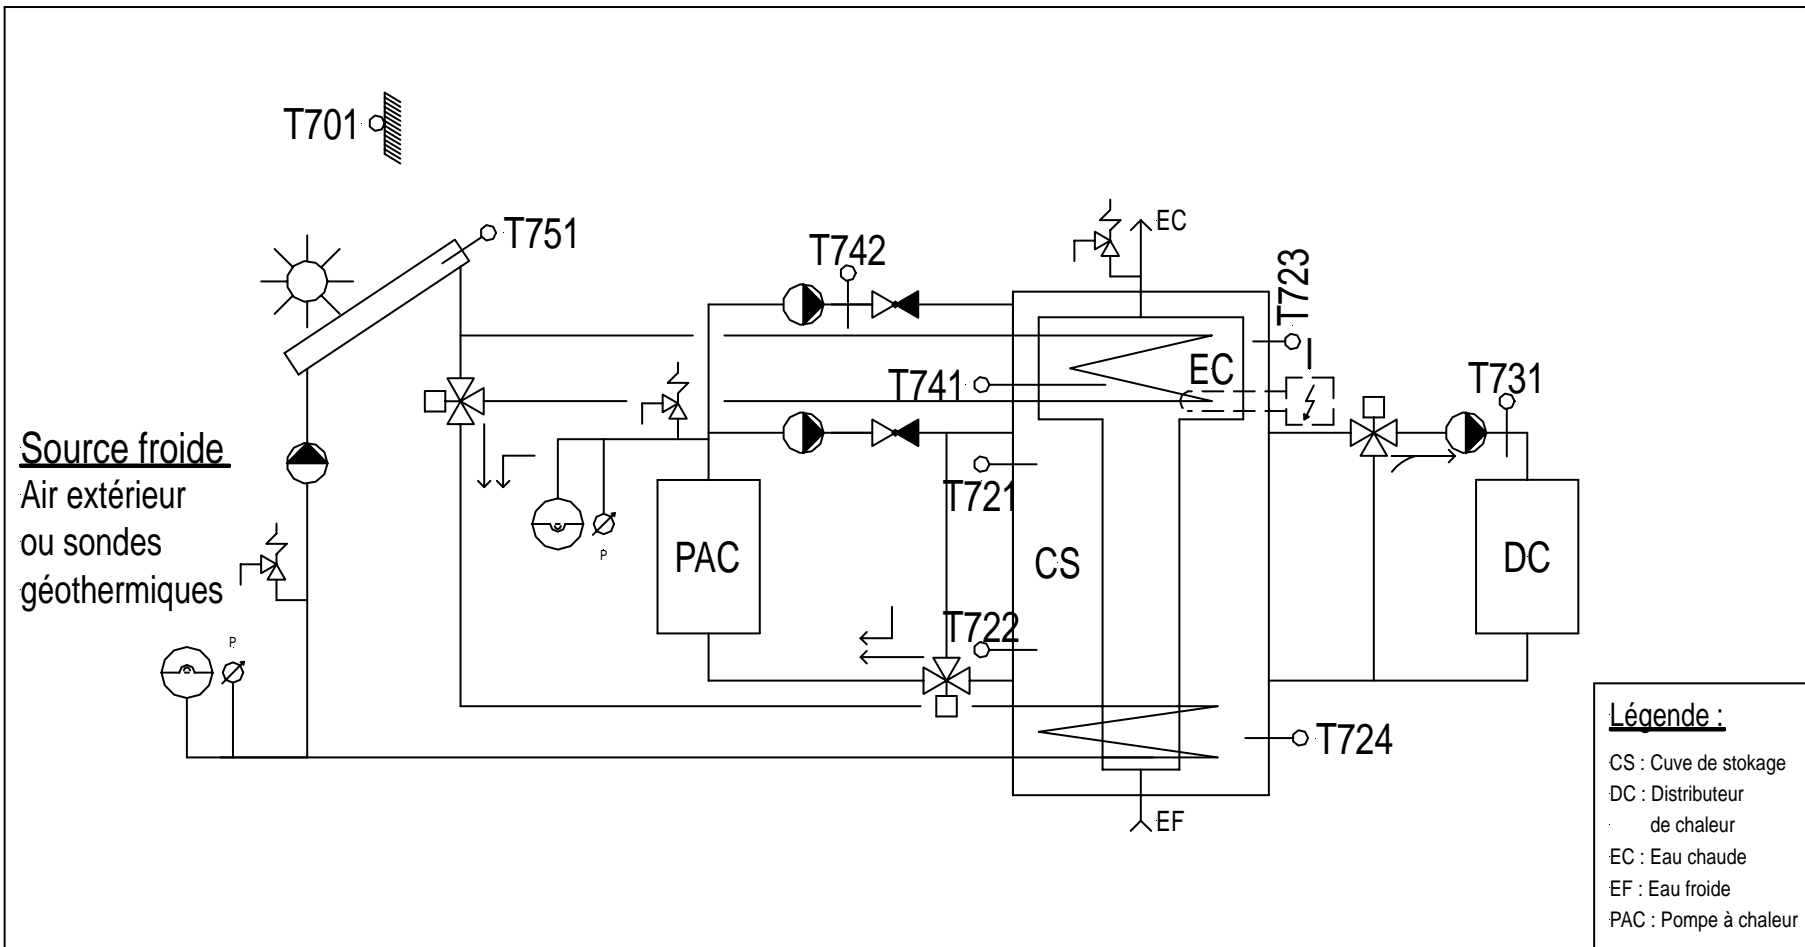 T701
T751
T742
EC
T723
T741
EC
T731
Source froide
Air extérieur
ou sondes
géothermiques
T721
P
PAC
CS
DC
T722
P
T724
EF
Légende :
CS : Cuve de stokage
DC : Distributeur
de chaleur
EC : Eau chaude
EF : Eau froide
PAC : Pompe à chaleur